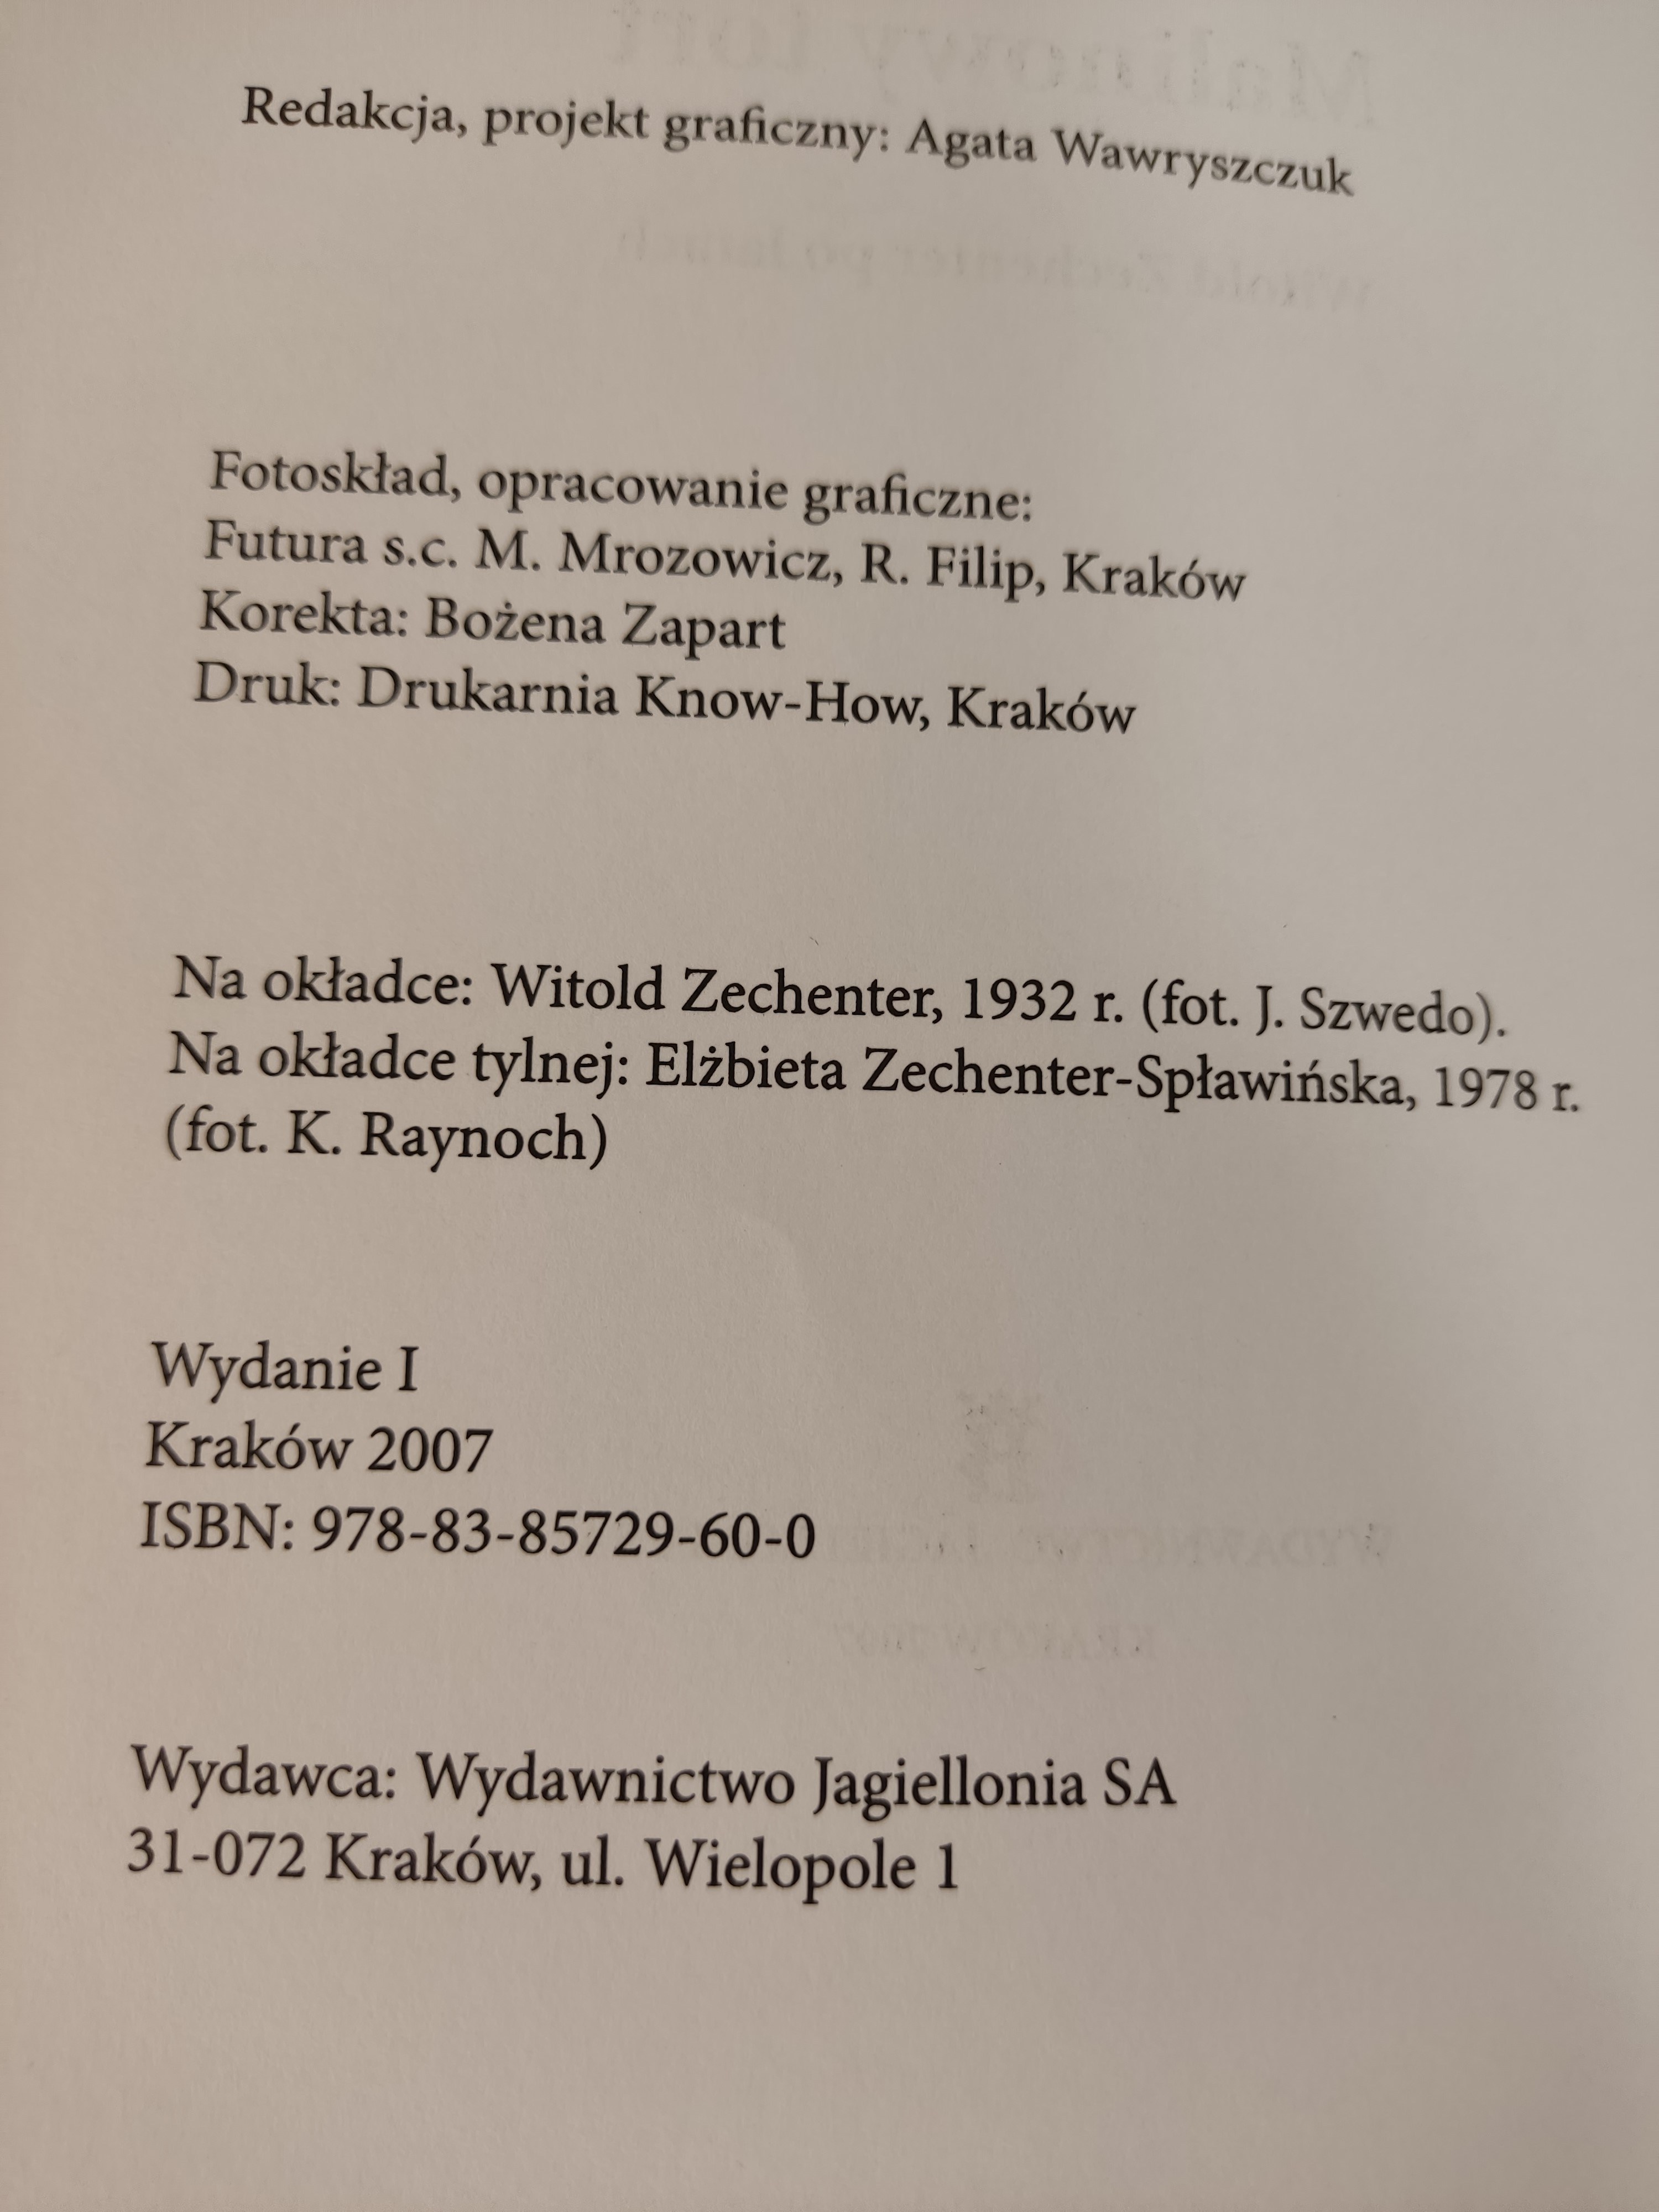 Redakcja, projekt graficzny: Agata Wawryszczuk
Fotoskład, opracowanie graficzne:
Futura s.c. M. Mrozowicz, R. Filip, Kraków
Korekta: Bożena Zapart
Druk: Drukarnia Know-How, Kraków
Na okładce: Witold Zechenter, 1932 r. (fot. J. Szwedo).
Na okładce tylnej: Elżbieta Zechenter-Spławińska, 1978 r.
(fot. K. Raynoch)
Wydanie I
Kraków 2007
ISBN: 978-83-85729-60-0
Wydawca: Wydawnictwo Jagiellonia SA
31-072 Kraków, ul. Wielopole 1